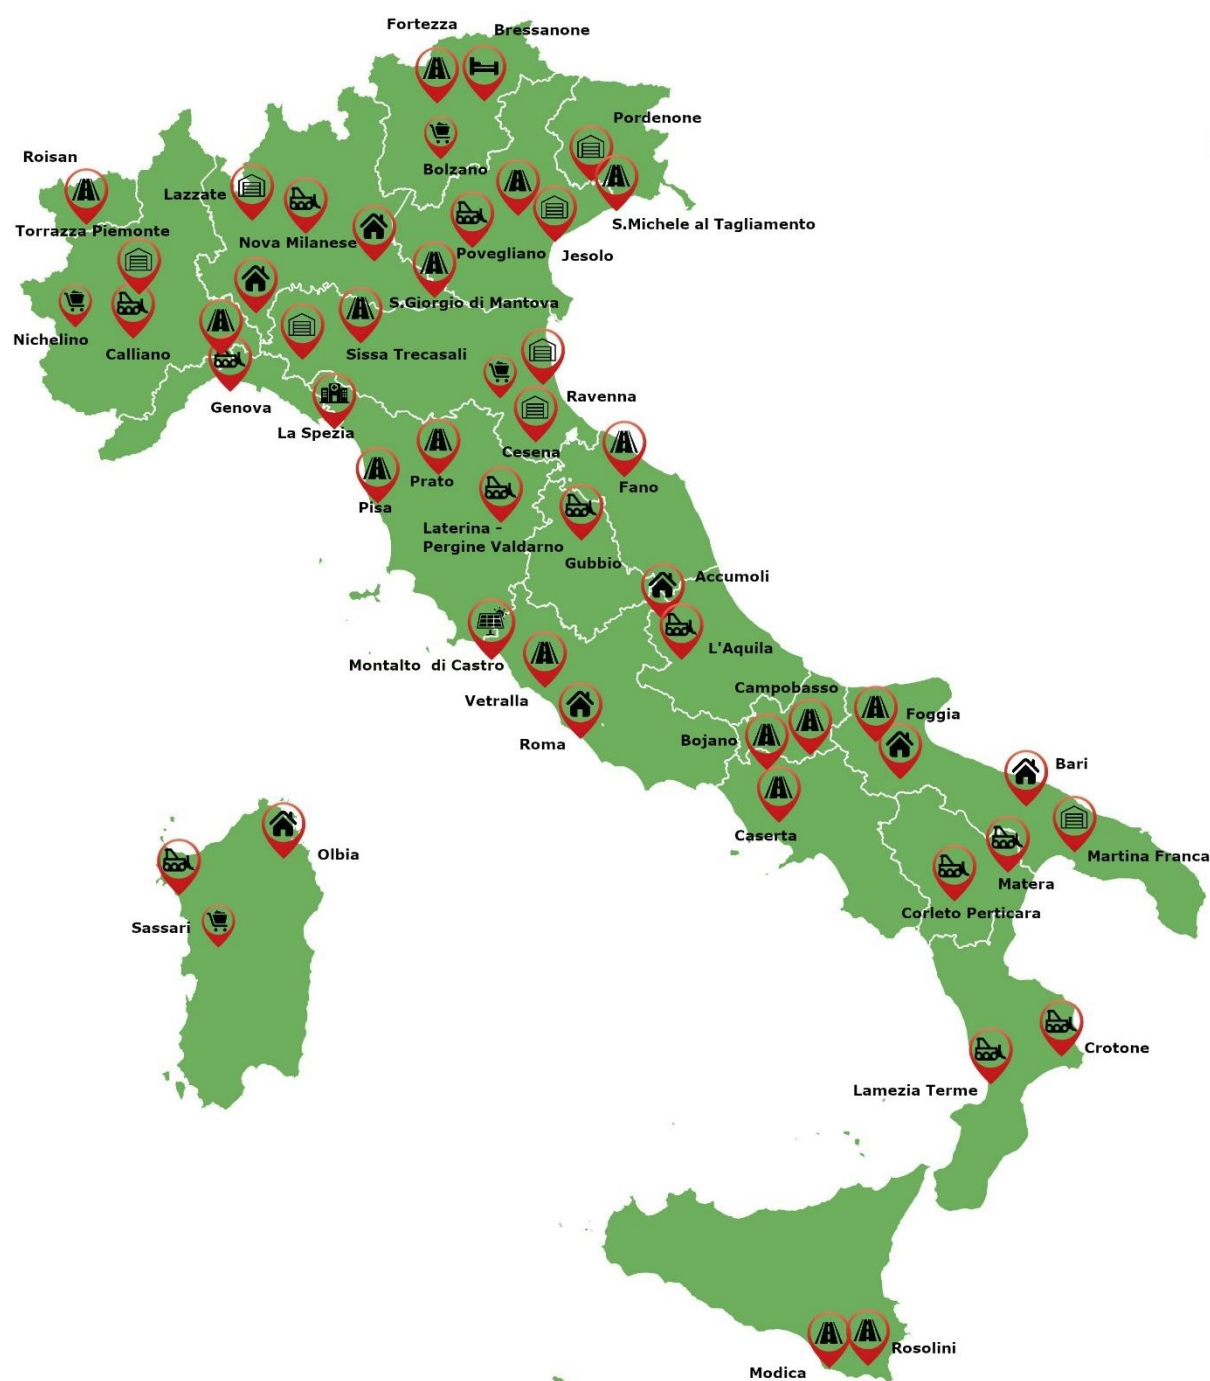 Fortezza
Bressanone
Pordenone
Roisan
Bolzano
Lazzate
Torrazza Piemonte
S.Michele al Tagliamento
Nova Milanese
Povegliano
Jesolo
S.Giorgio di Mantova
Nichelino
Calliano
Sissa Trecasali
Ravenna
Genova
La Spezia
Cesena
Prato
Fano
Pisa
Laterina -
Pergine Valdarno
Gubbio
Accumoli
L'Aquila
Montalto di Castro
Campobasso
Vetralla
Foggia
Roma
Bojano
Bari
Caserta
Olbia
Martina Franca
Matera
Corleto Perticara
Sassari
Crotone
Lamezia Terme
Rosolini
Modica